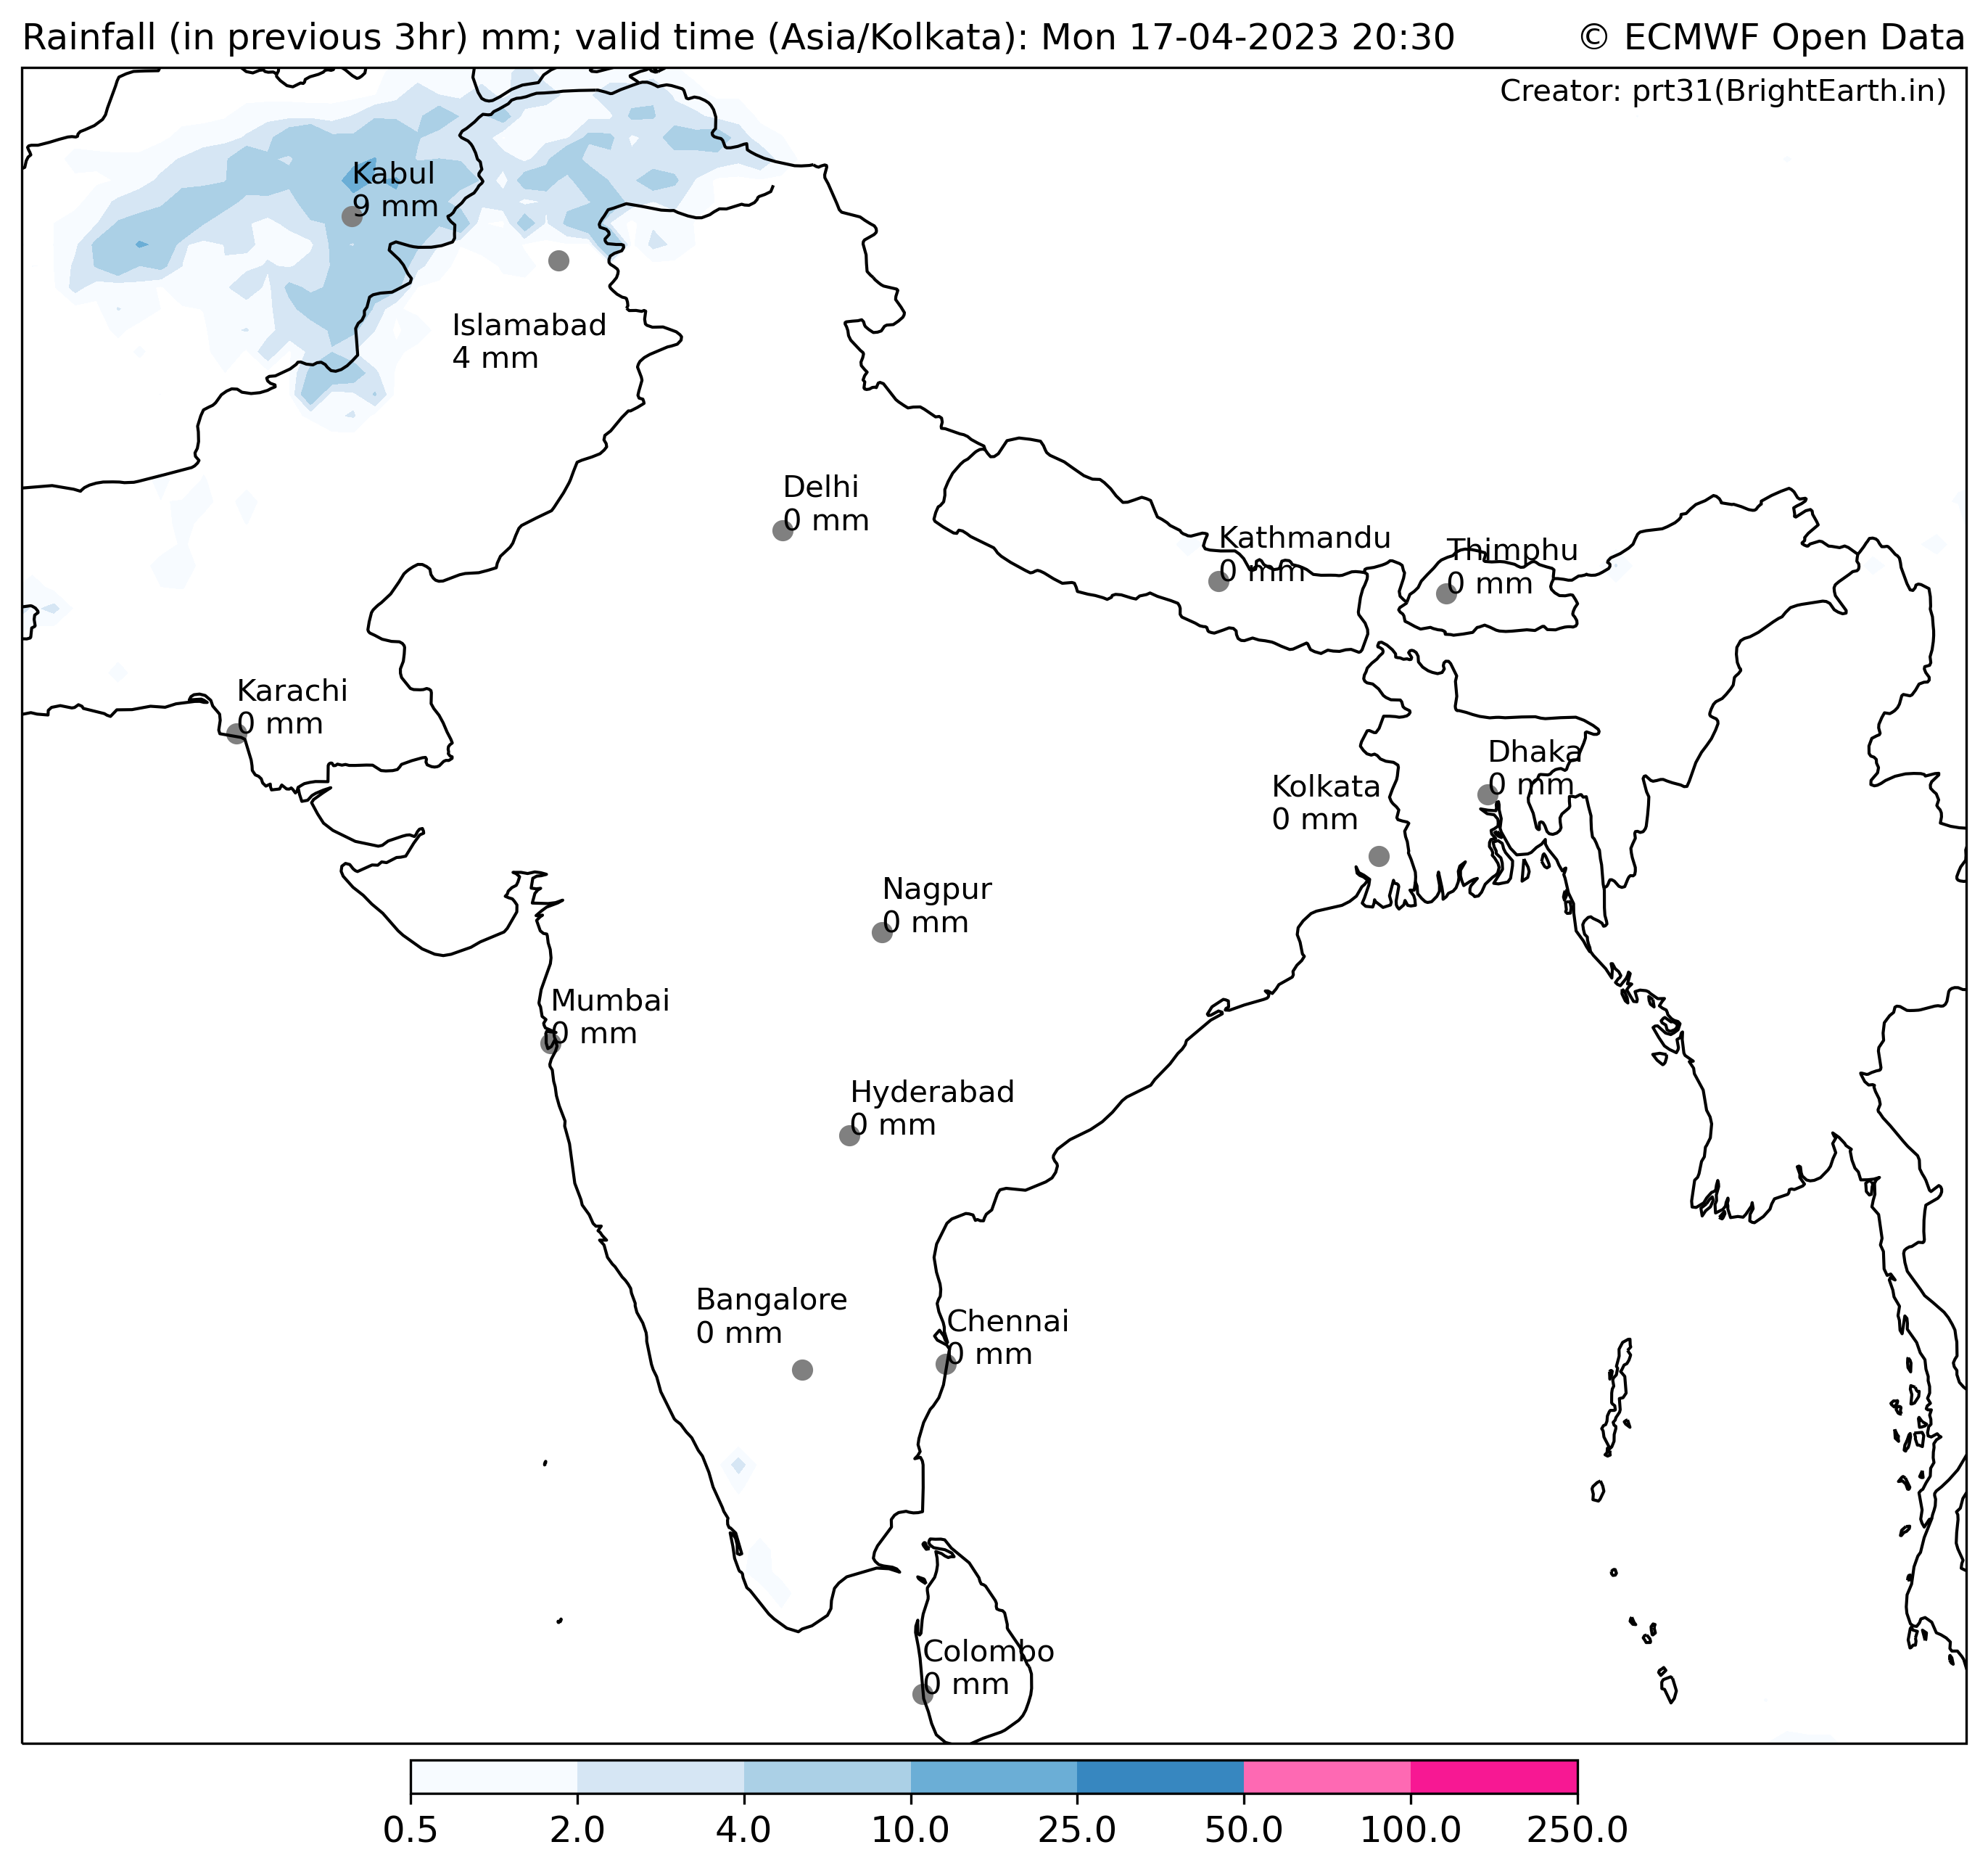 Rainfall (in previous 3hr) mm; valid time (Asia/Kolkata): Mon 17-04-2023 20:30
© ECMWF Open Data
Creator: prt31(BrightEarth.in)
Kabul
9 mm
Islamabad
4 mm
Delhi
0 mm
Kathmandu
0 mm
Thimphu
0 mm
Karachi
0 mm
Dhaka
0 mm
Kolkata
0 mm
Nagpur
0 mm
Mumbai
0 mm
Hyderabad
0 mm
Bangalore
0 mm
Chennai
0 mm
Colombo
0 mm
0.5 2.0 4.0 10.0 25.0 50.0 100.0 250.0